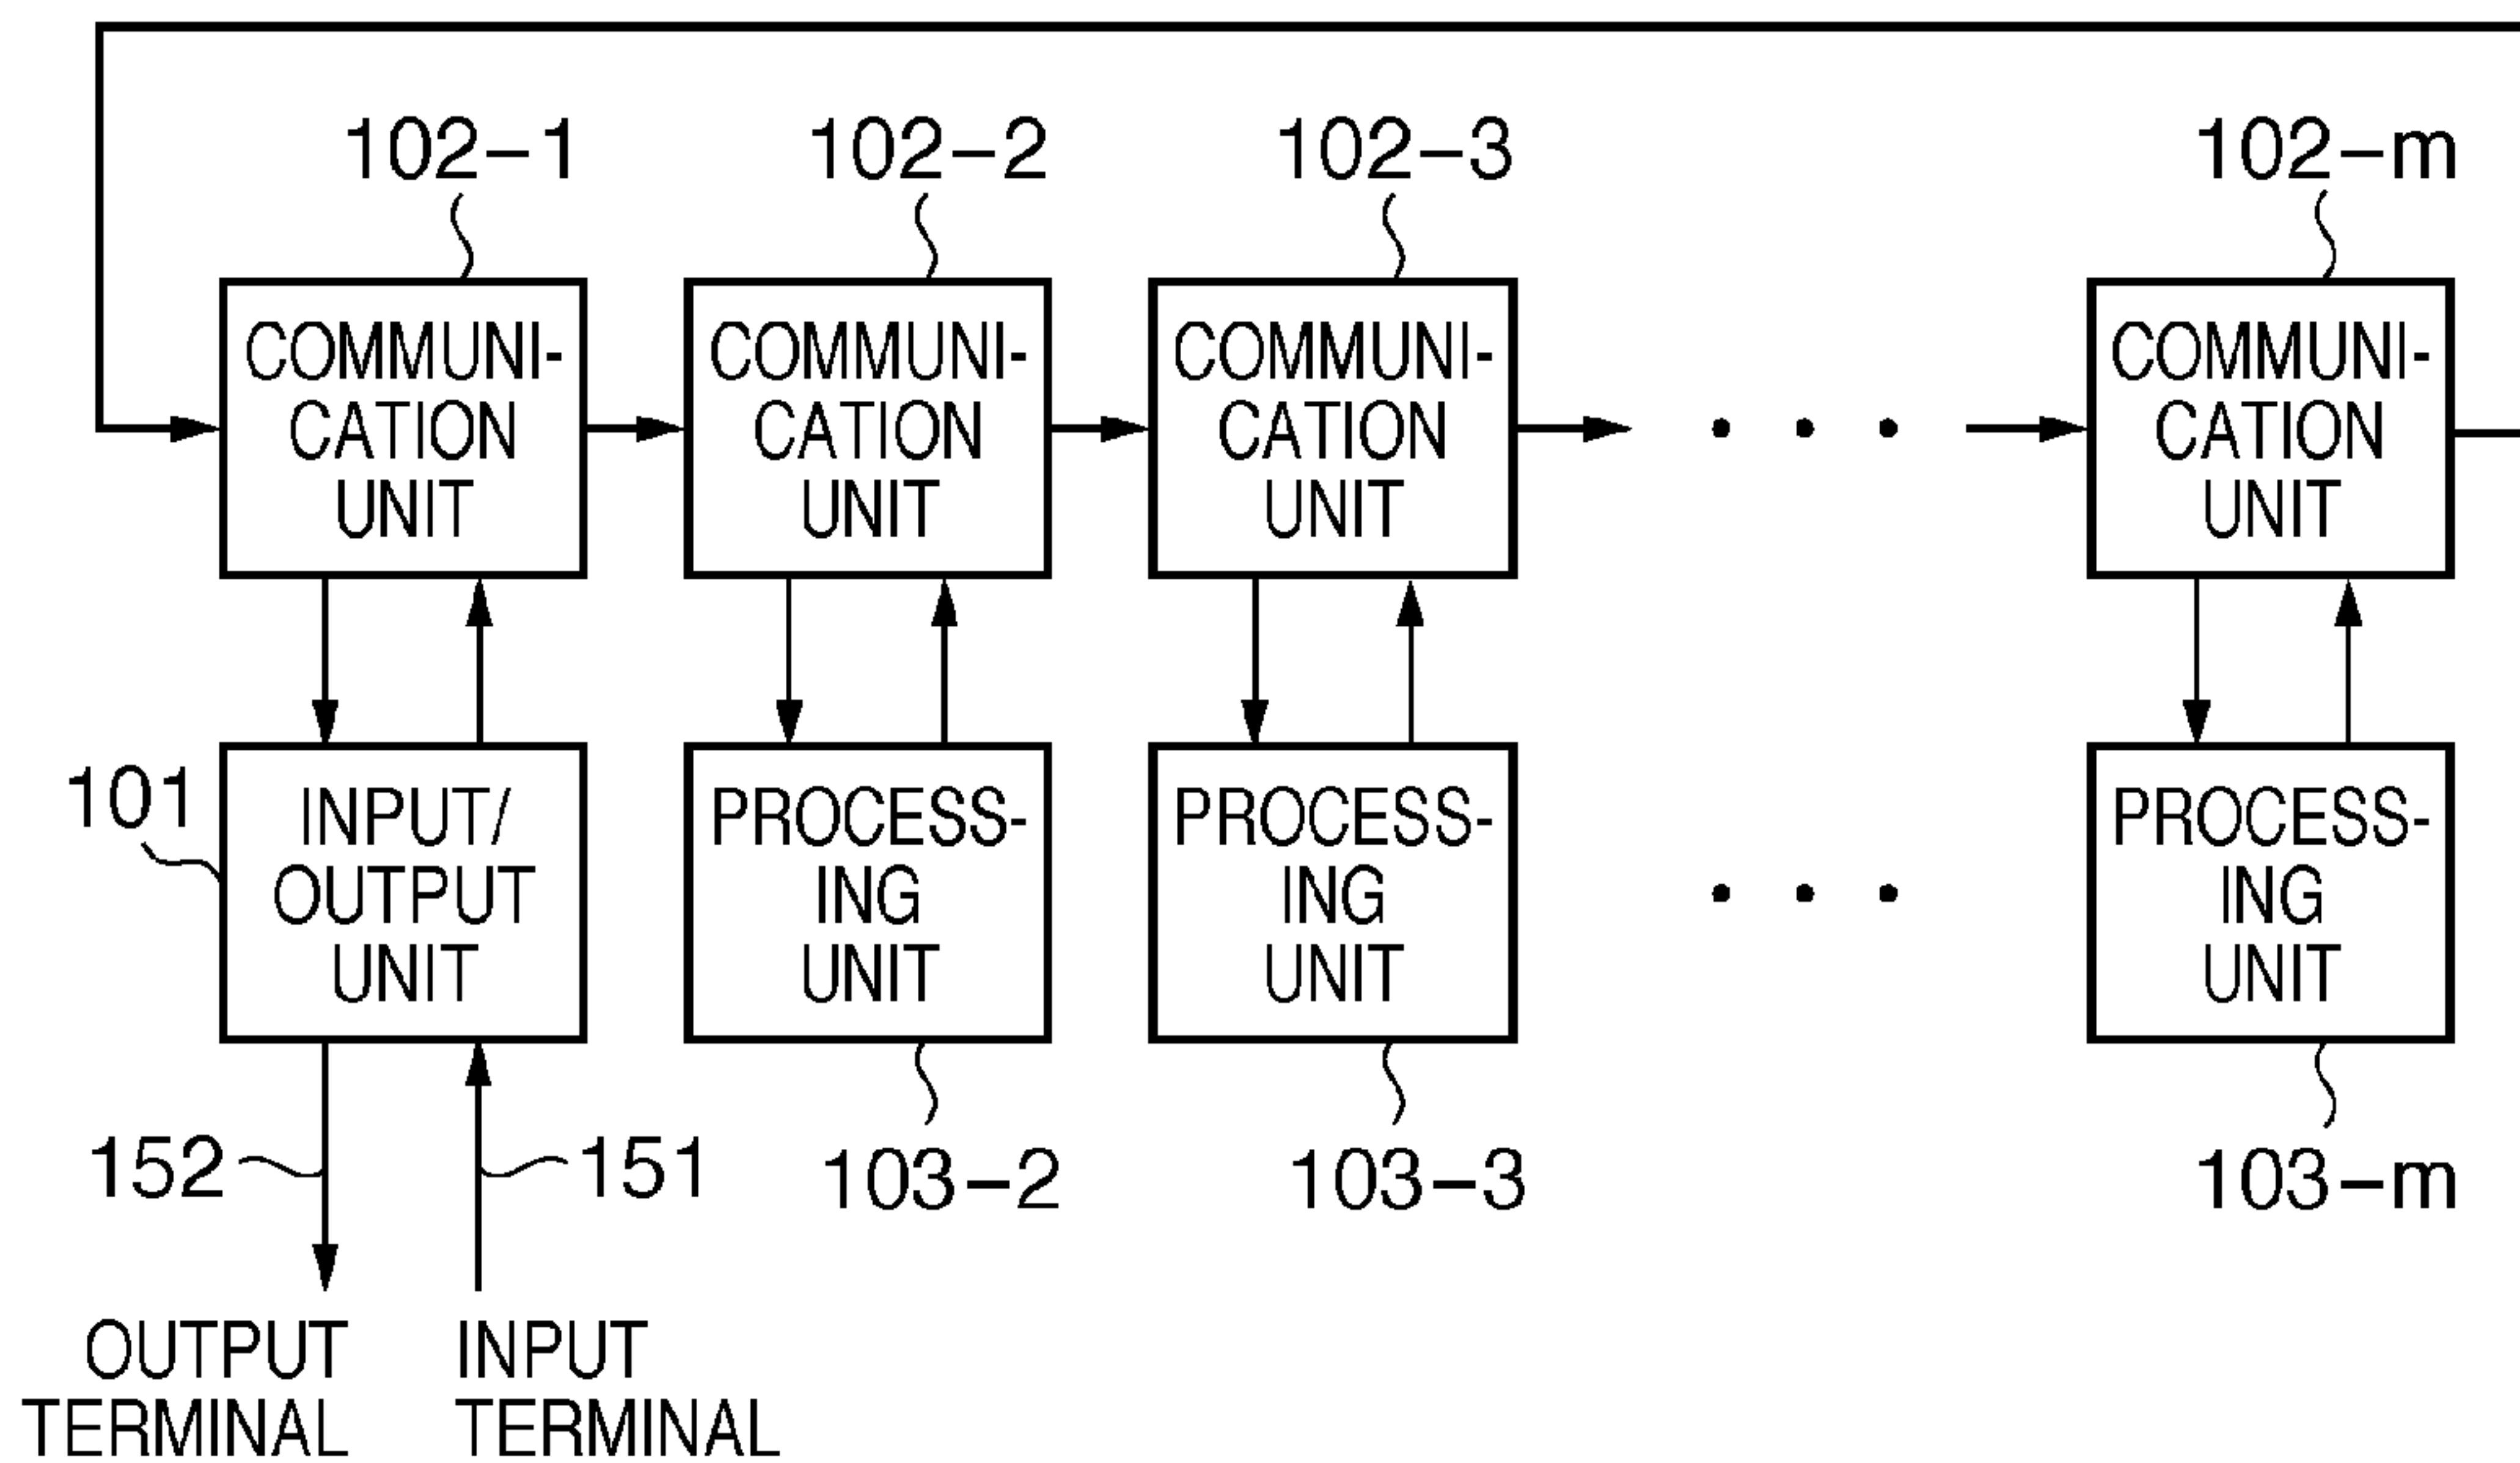 102-1
102-2
102-3
102-m
COMMUNI-
CATION
UNIT
COMMUNI-
CATION
UNIT
COMMUNI-
CATION
UNIT
COMMUNI-
CATION
UNIT
101
INPUT/
OUTPUT
UNIT
PROCESS-
ING
UNIT
PROCESS-
ING
UNIT
PROCESS-
ING
UNIT
152
151
103-2
103-3
103-m
OUTPUT
TERMINAL
INPUT
TERMINAL